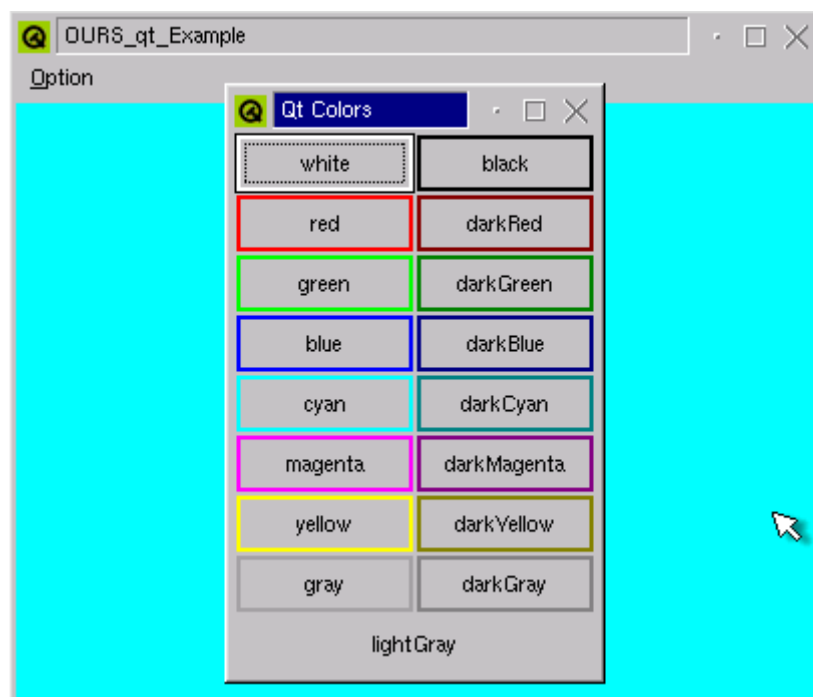 OURS_qt_Example
Option
Qt Colors
white black
red darkRed
green darkGreen
blue darkBlue
cyan darkCyan
magenta darkMagenta
yellow darkYellow
gray darkGray
lightGray